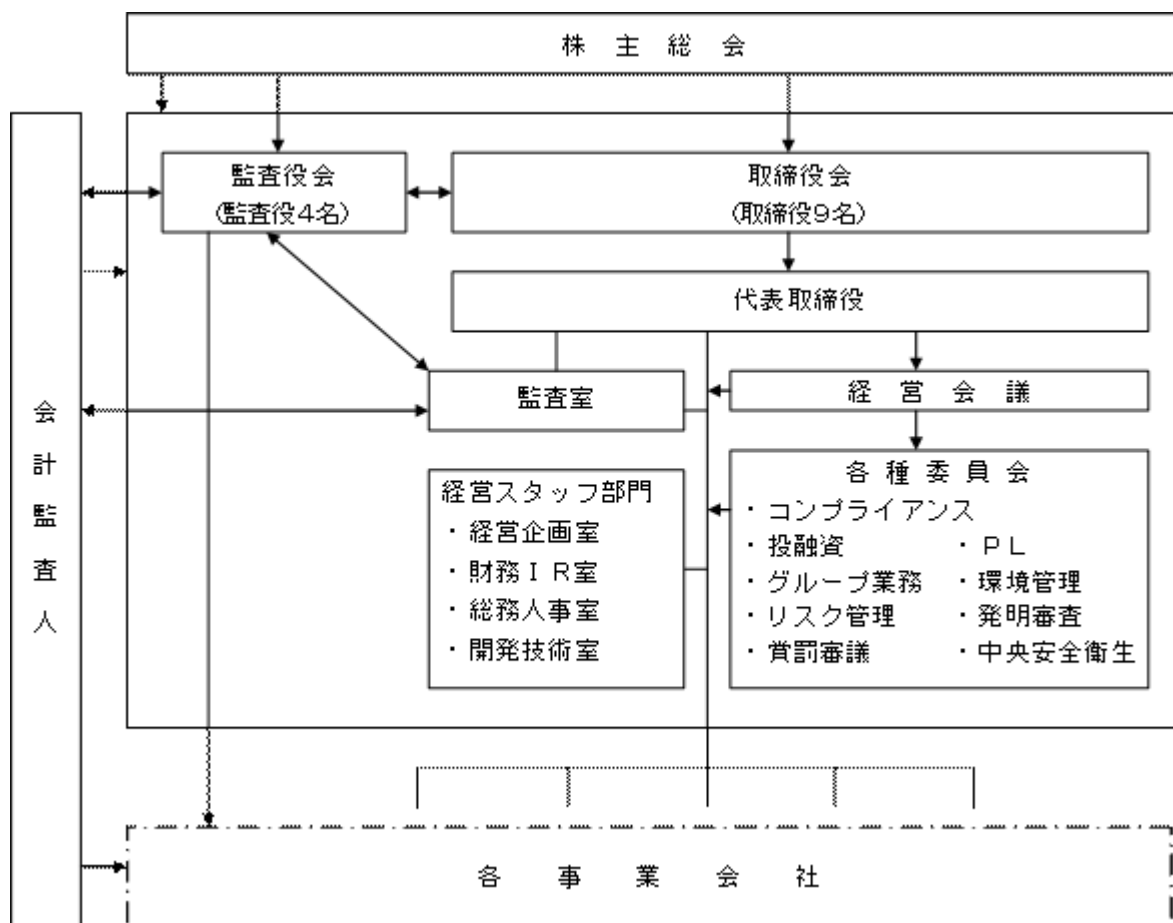 株主総会
監査役会
(監査役4名)
取締役会
(取締役9名)
代表取締役
監査室
経営会議
会計監査人
経営スタッフ部門
・経営企画室
・財務ＩＲ室
・総務人事室
・開発技術室
各種委員会
・コンプライアンス
・投融資 ・ＰＬ
・グループ業務 ・環境管理
・リスク管理 ・発明審査
・賞罰審議 ・中央安全衛生
各事業会社